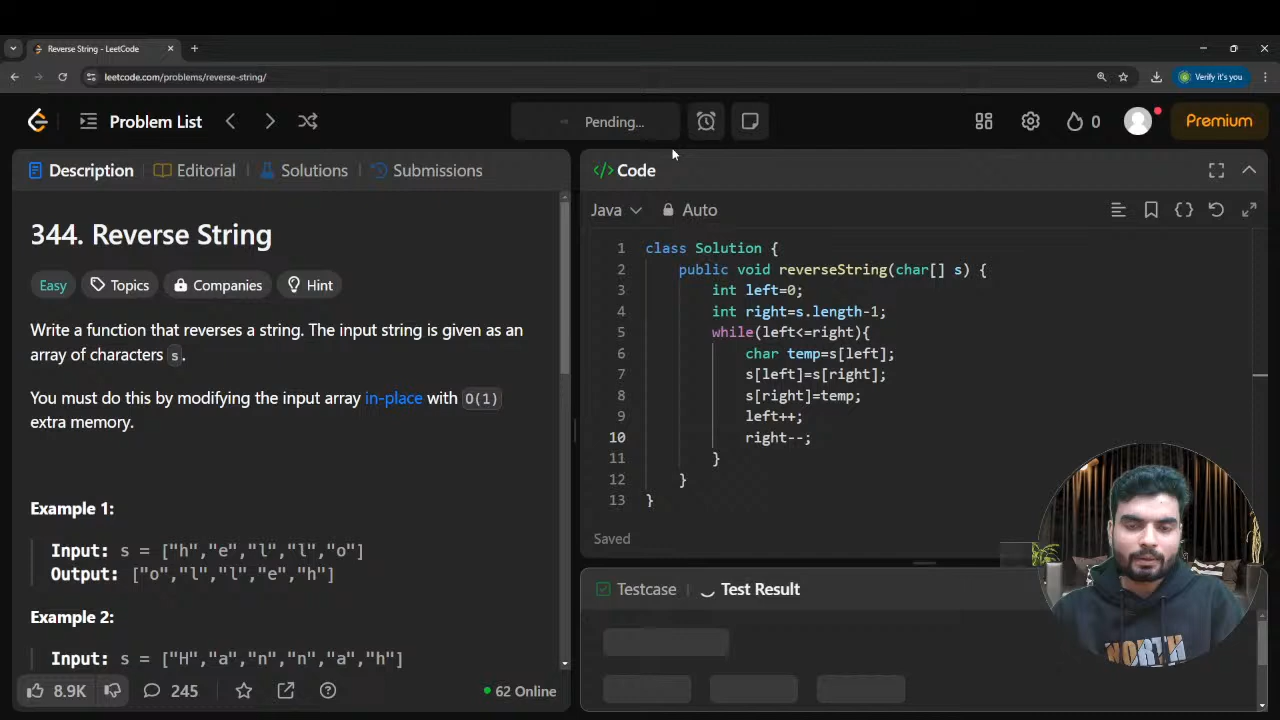 Reverse String - LeetCode
leetcode.com/problems/reverse-string/
Verify it's you
Problem List
Pending...
0
Premium
Description
Editorial
Solutions
Submissions
344. Reverse String
Easy
Topics
Companies
Hint
Write a function that reverses a string. The input string is given as an
array of characters s.
You must do this by modifying the input array in-place with O(1)
extra memory.
Example 1:
Input: s = ["h","e","l","l","o"]
Output: ["o","l","l","e","h"]
Example 2:
Input: s = ["H","a","n","n","a","h"]
8.9K
245
62 Online
</> Code
Java
Auto
1 class Solution {
2 public void reverseString(char[] s) {
3 int left=0;
4 int right=s.length-1;
5 while(left<=right){
6 char temp=s[left];
7 s[left]=s[right];
8 s[right]=temp;
9 left++;
10 right--;
11 }
12 }
13 }
Saved
Testcase
Test Result
NORTH